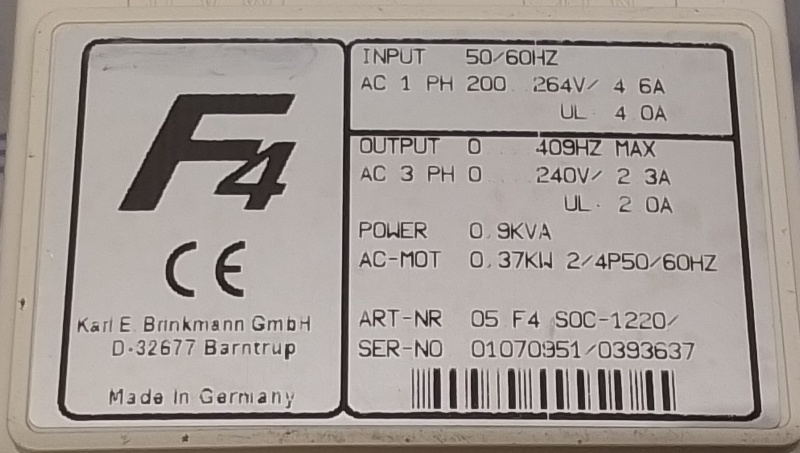 F4
CE
Karl E. Brinkmann GmbH
D-32677 Barntrup
Made In Germany
INPUT 50/60HZ
AC 1 PH 200 264V/ 4 6A
UL· 4 0A
OUTPUT 0 409HZ MAX
AC 3 PH 0 240V/ 2 3A
UL· 2 0A
POWER 0.9KVA
AC-MOT 0.37KW 2/4P50/60HZ
ART-NR 05 F4 SOC-1220/
SER-NO 01070951/0393637